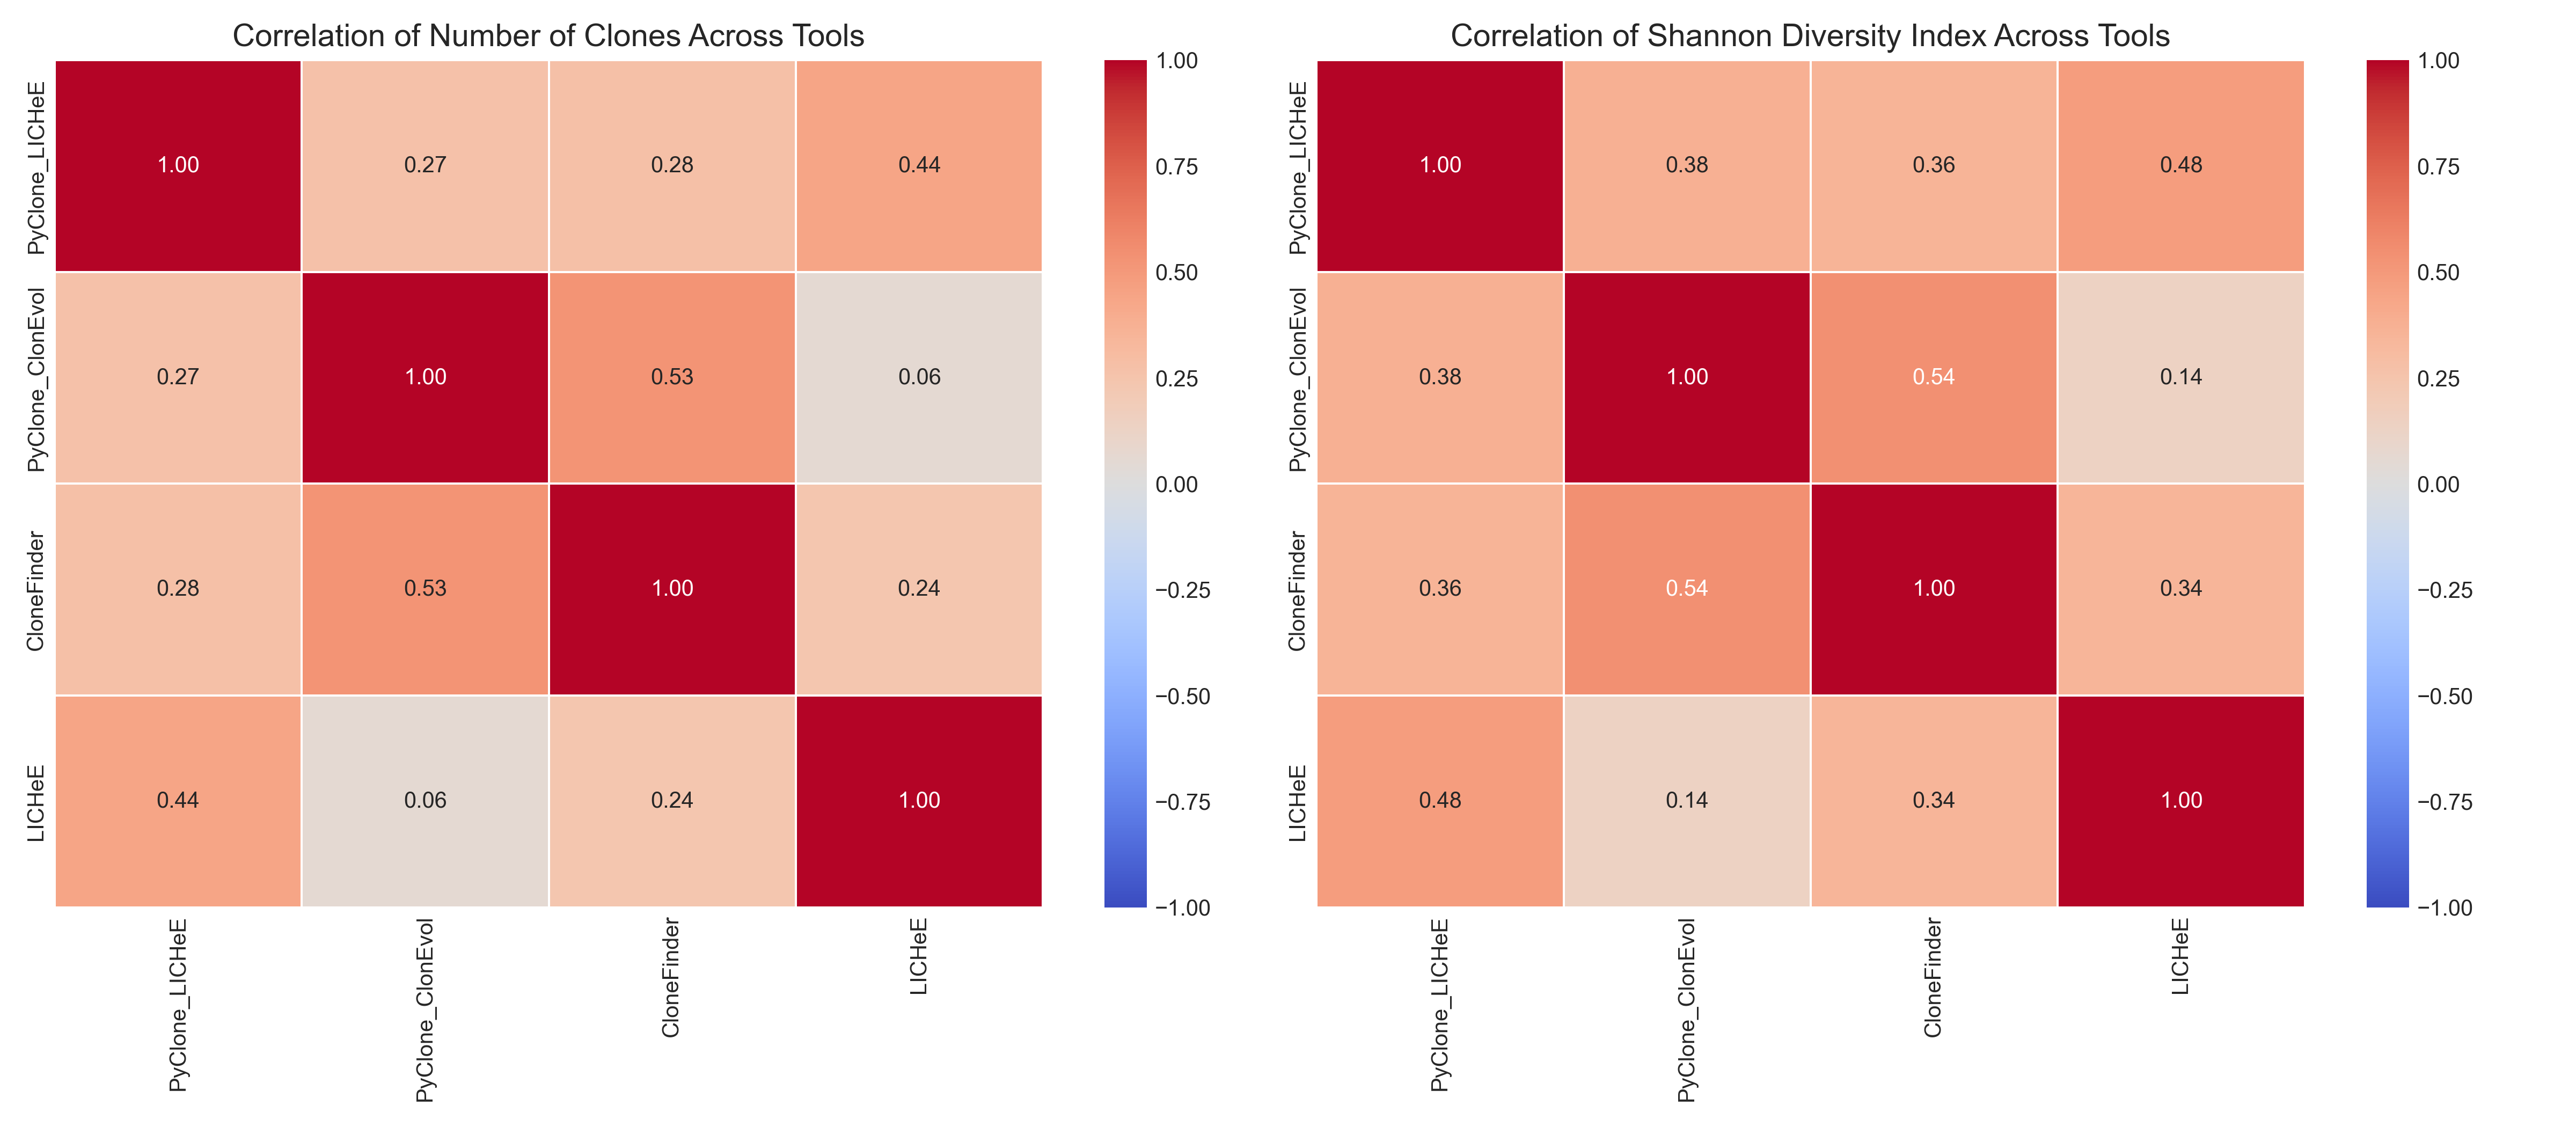 Correlation of Number of Clones Across Tools
PyClone_LICHeE
1.00
0.27
0.28
0.44
PyClone_ClonEvol
0.27
1.00
0.53
0.06
CloneFinder
0.28
0.53
1.00
0.24
LICHeE
0.44
0.06
0.24
1.00
PyClone_LICHeE
PyClone_ClonEvol
CloneFinder
LICHeE
1.00
0.75
0.50
0.25
0.00
−0.25
−0.50
−0.75
−1.00
Correlation of Shannon Diversity Index Across Tools
PyClone_LICHeE
1.00
0.38
0.36
0.48
PyClone_ClonEvol
0.38
1.00
0.54
0.14
CloneFinder
0.36
0.54
1.00
0.34
LICHeE
0.48
0.14
0.34
1.00
PyClone_LICHeE
PyClone_ClonEvol
CloneFinder
LICHeE
1.00
0.75
0.50
0.25
0.00
−0.25
−0.50
−0.75
−1.00